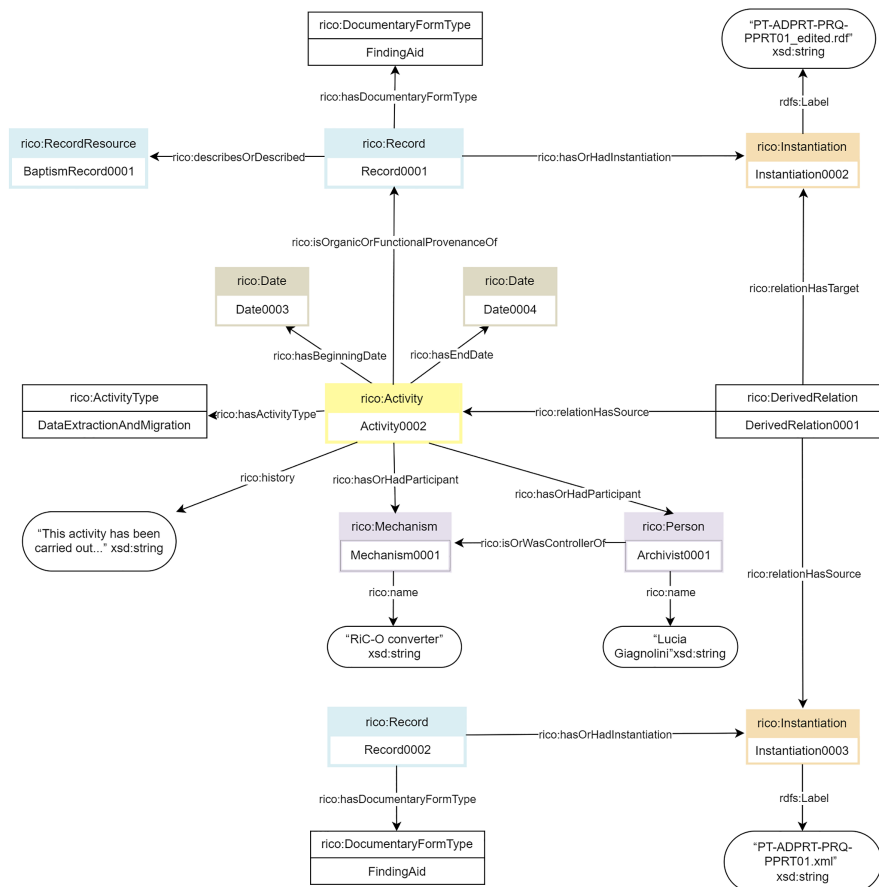 rico:DocumentaryFormType
FindingAid
"PT-ADPRT-PRQ-
PPRT01_edited.rdf"
xsd:string
rico:hasDocumentaryFormType
rdfs:Label
rico:RecordResource
BaptismRecord0001
rico:describesOrDescribed
rico:Record
Record0001
rico:hasOrHadInstantiation
rico:Instantiation
Instantiation0002
rico:isOrganicOrFunctionalProvenanceOf
rico:Date
Date0003
rico:Date
Date0004
rico:relationHasTarget
rico:hasBeginningDate
rico:hasEndDate
rico:ActivityType
DataExtractionAndMigration
rico:hasActivityType
rico:Activity
Activity0002
rico:relationHasSource
rico:DerivedRelation
DerivedRelation0001
rico:history
rico:hasOrHadParticipant
rico:hasOrHadParticipant
"This activity has been
carried out..." xsd:string
rico:Mechanism
Mechanism0001
rico:isOrWasControllerOf
rico:Person
Archivist0001
rico:relationHasSource
rico:name
rico:name
"RiC-O converter"
xsd:string
"Lucia
Giagnolini"xsd:string
rico:Record
Record0002
rico:hasOrHadInstantiation
rico:Instantiation
Instantiation0003
rico:hasDocumentaryFormType
rdfs:Label
rico:DocumentaryFormType
FindingAid
"PT-ADPRT-PRQ-
PPRT01.xml"
xsd:string